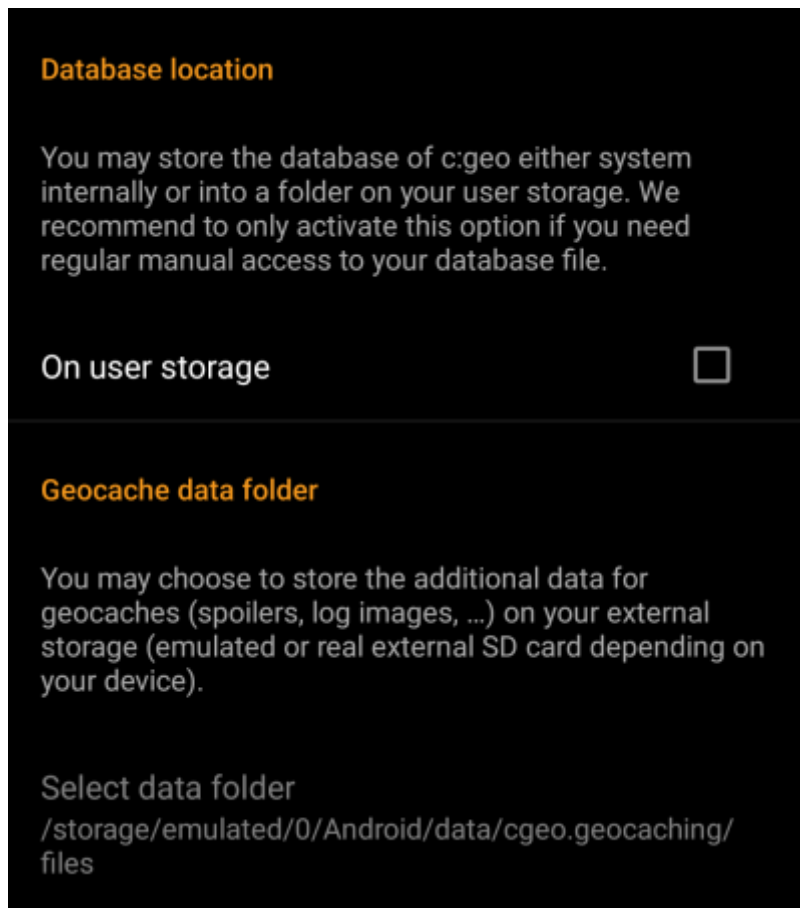 Database location
You may store the database of c:geo either system
internally or into a folder on your user storage. We
recommend to only activate this option if you need
regular manual access to your database file.
On user storage
Geocache data folder
You may choose to store the additional data for
geocaches (spoilers, log images, …) on your external
storage (emulated or real external SD card depending on
your device).
Select data folder
/storage/emulated/0/Android/data/cgeo.geocaching/
files